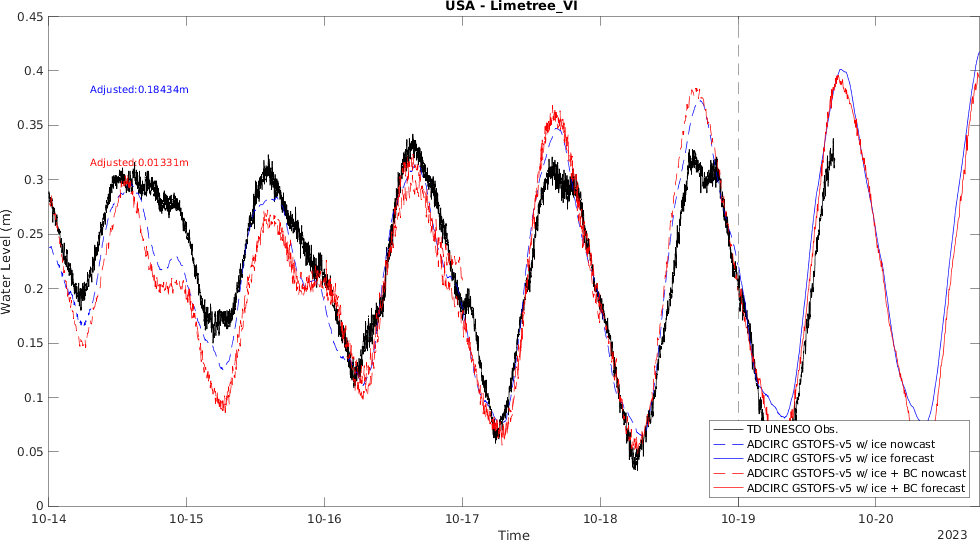 USA - Limetree_VI
0.45
0.4
0.35
0.3
0.25
0.2
0.15
0.1
0.05
0
Water Level (m)
Adjusted:0.18434m
Adjusted:0.01331m
TD UNESCO Obs.
ADCIRC GSTOFS-v5 w/ ice nowcast
ADCIRC GSTOFS-v5 w/ ice forecast
ADCIRC GSTOFS-v5 w/ ice + BC nowcast
ADCIRC GSTOFS-v5 w/ ice + BC forecast
10-14 10-15 10-16 10-17 10-18 10-19 10-20
Time
2023